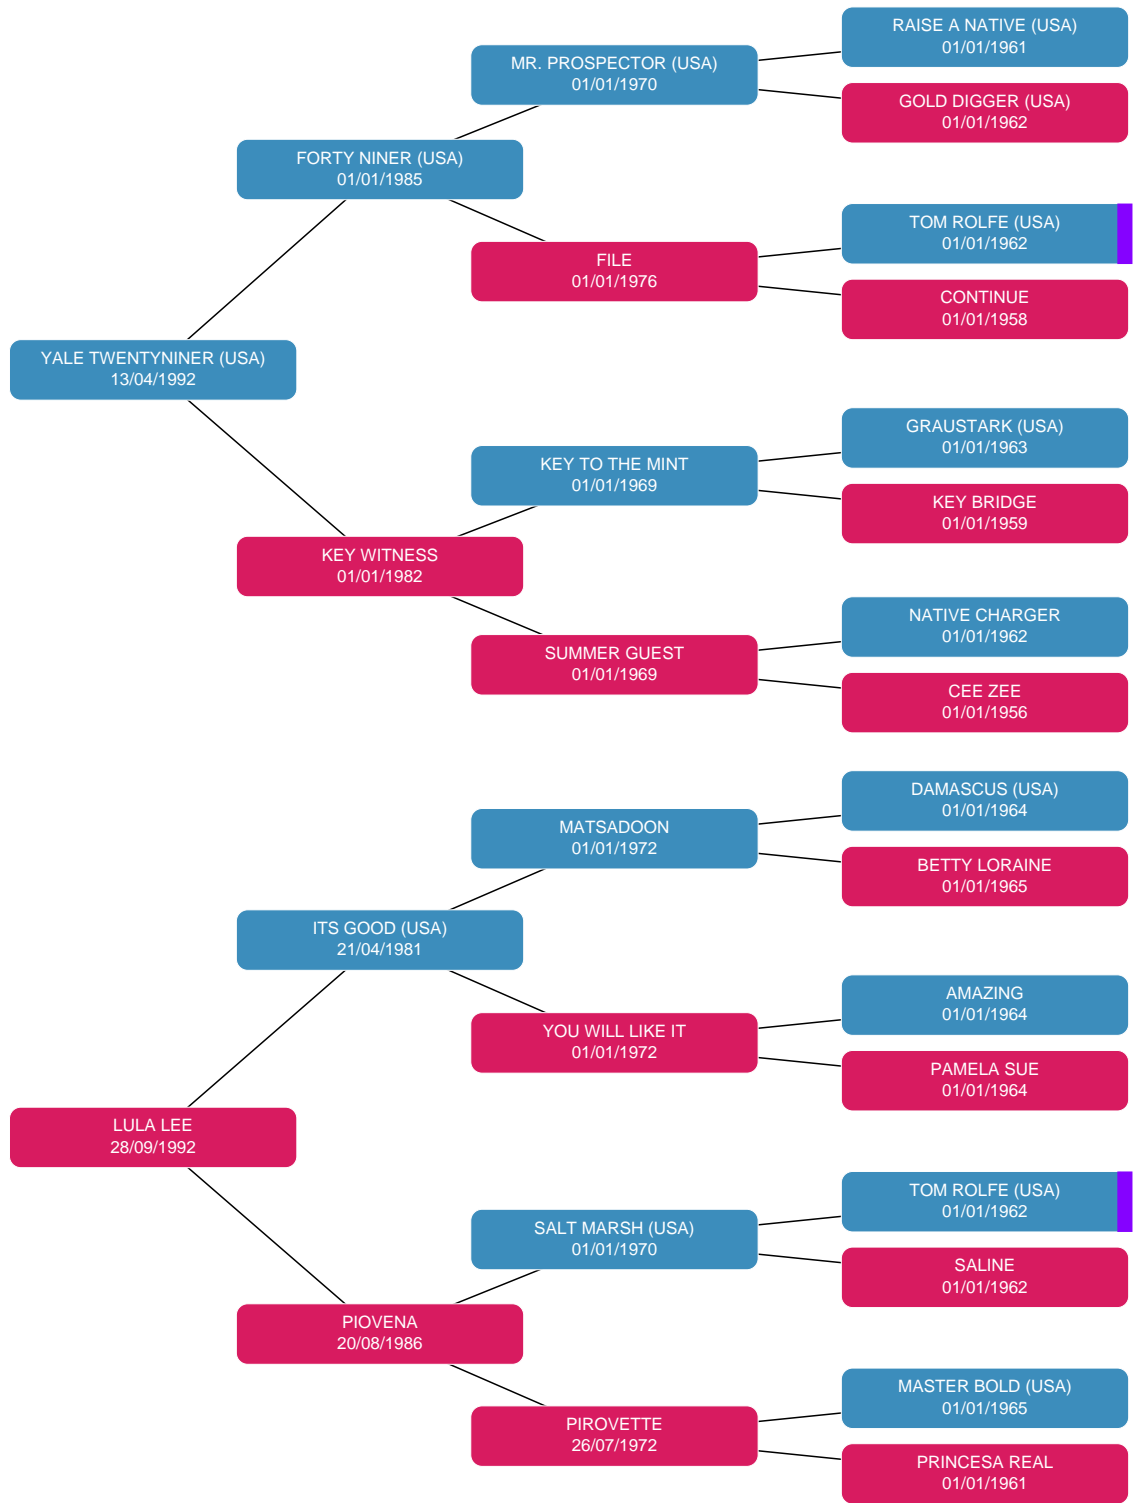 RAISE A NATIVE (USA)
01/01/1961
MR. PROSPECTOR (USA)
01/01/1970
GOLD DIGGER (USA)
01/01/1962
FORTY NINER (USA)
01/01/1985
TOM ROLFE (USA)
01/01/1962
FILE
01/01/1976
CONTINUE
01/01/1958
YALE TWENTYNINER (USA)
13/04/1992
GRAUSTARK (USA)
01/01/1963
KEY TO THE MINT
01/01/1969
KEY BRIDGE
01/01/1959
KEY WITNESS
01/01/1982
NATIVE CHARGER
01/01/1962
SUMMER GUEST
01/01/1969
CEE ZEE
01/01/1956
DAMASCUS (USA)
01/01/1964
MATSADOON
01/01/1972
BETTY LORAINE
01/01/1965
ITS GOOD (USA)
21/04/1981
AMAZING
01/01/1964
YOU WILL LIKE IT
01/01/1972
PAMELA SUE
01/01/1964
LULA LEE
28/09/1992
TOM ROLFE (USA)
01/01/1962
SALT MARSH (USA)
01/01/1970
SALINE
01/01/1962
PIOVENA
20/08/1986
MASTER BOLD (USA)
01/01/1965
PIROVETTE
26/07/1972
PRINCESA REAL
01/01/1961